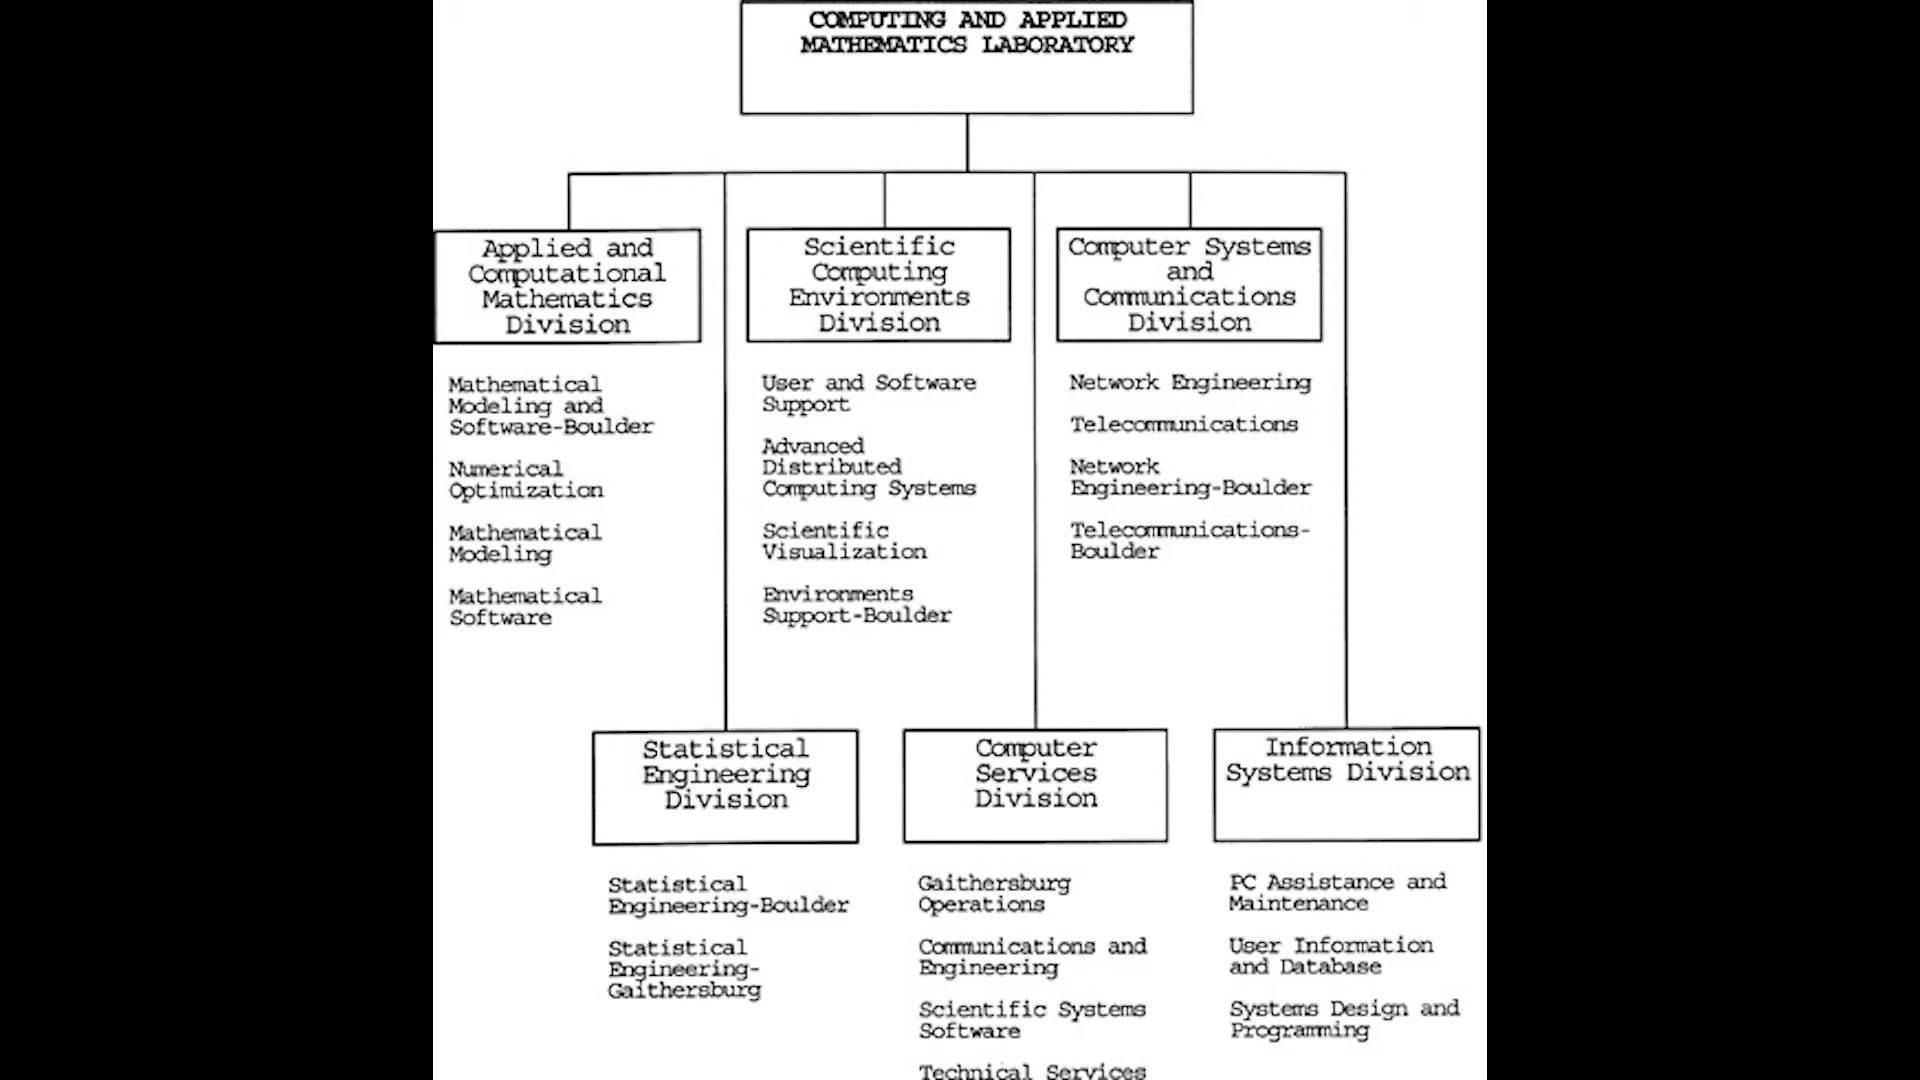 COMPUTING AND APPLIED
MATHEMATICS LABORATORY
Applied and
Computational
Mathematics
Division
Scientific
Computing
Environments
Division
Computer Systems
and
Communications
Division
Mathematical
Modeling and
Software-Boulder
Numerical
Optimization
Mathematical
Modeling
Mathematical
Software
User and Software
Support
Advanced
Distributed
Computing Systems
Scientific
Visualization
Environments
Support-Boulder
Network Engineering
Telecommunications
Network
Engineering-Boulder
Telecommunications-
Boulder
Statistical
Engineering
Division
Computer
Services
Division
Information
Systems Division
Statistical
Engineering-Boulder
Statistical
Engineering-
Gaithersburg
Gaithersburg
Operations
Communications and
Engineering
Scientific Systems
Software
Technical Services
PC Assistance and
Maintenance
User Information
and Database
Systems Design and
Programming